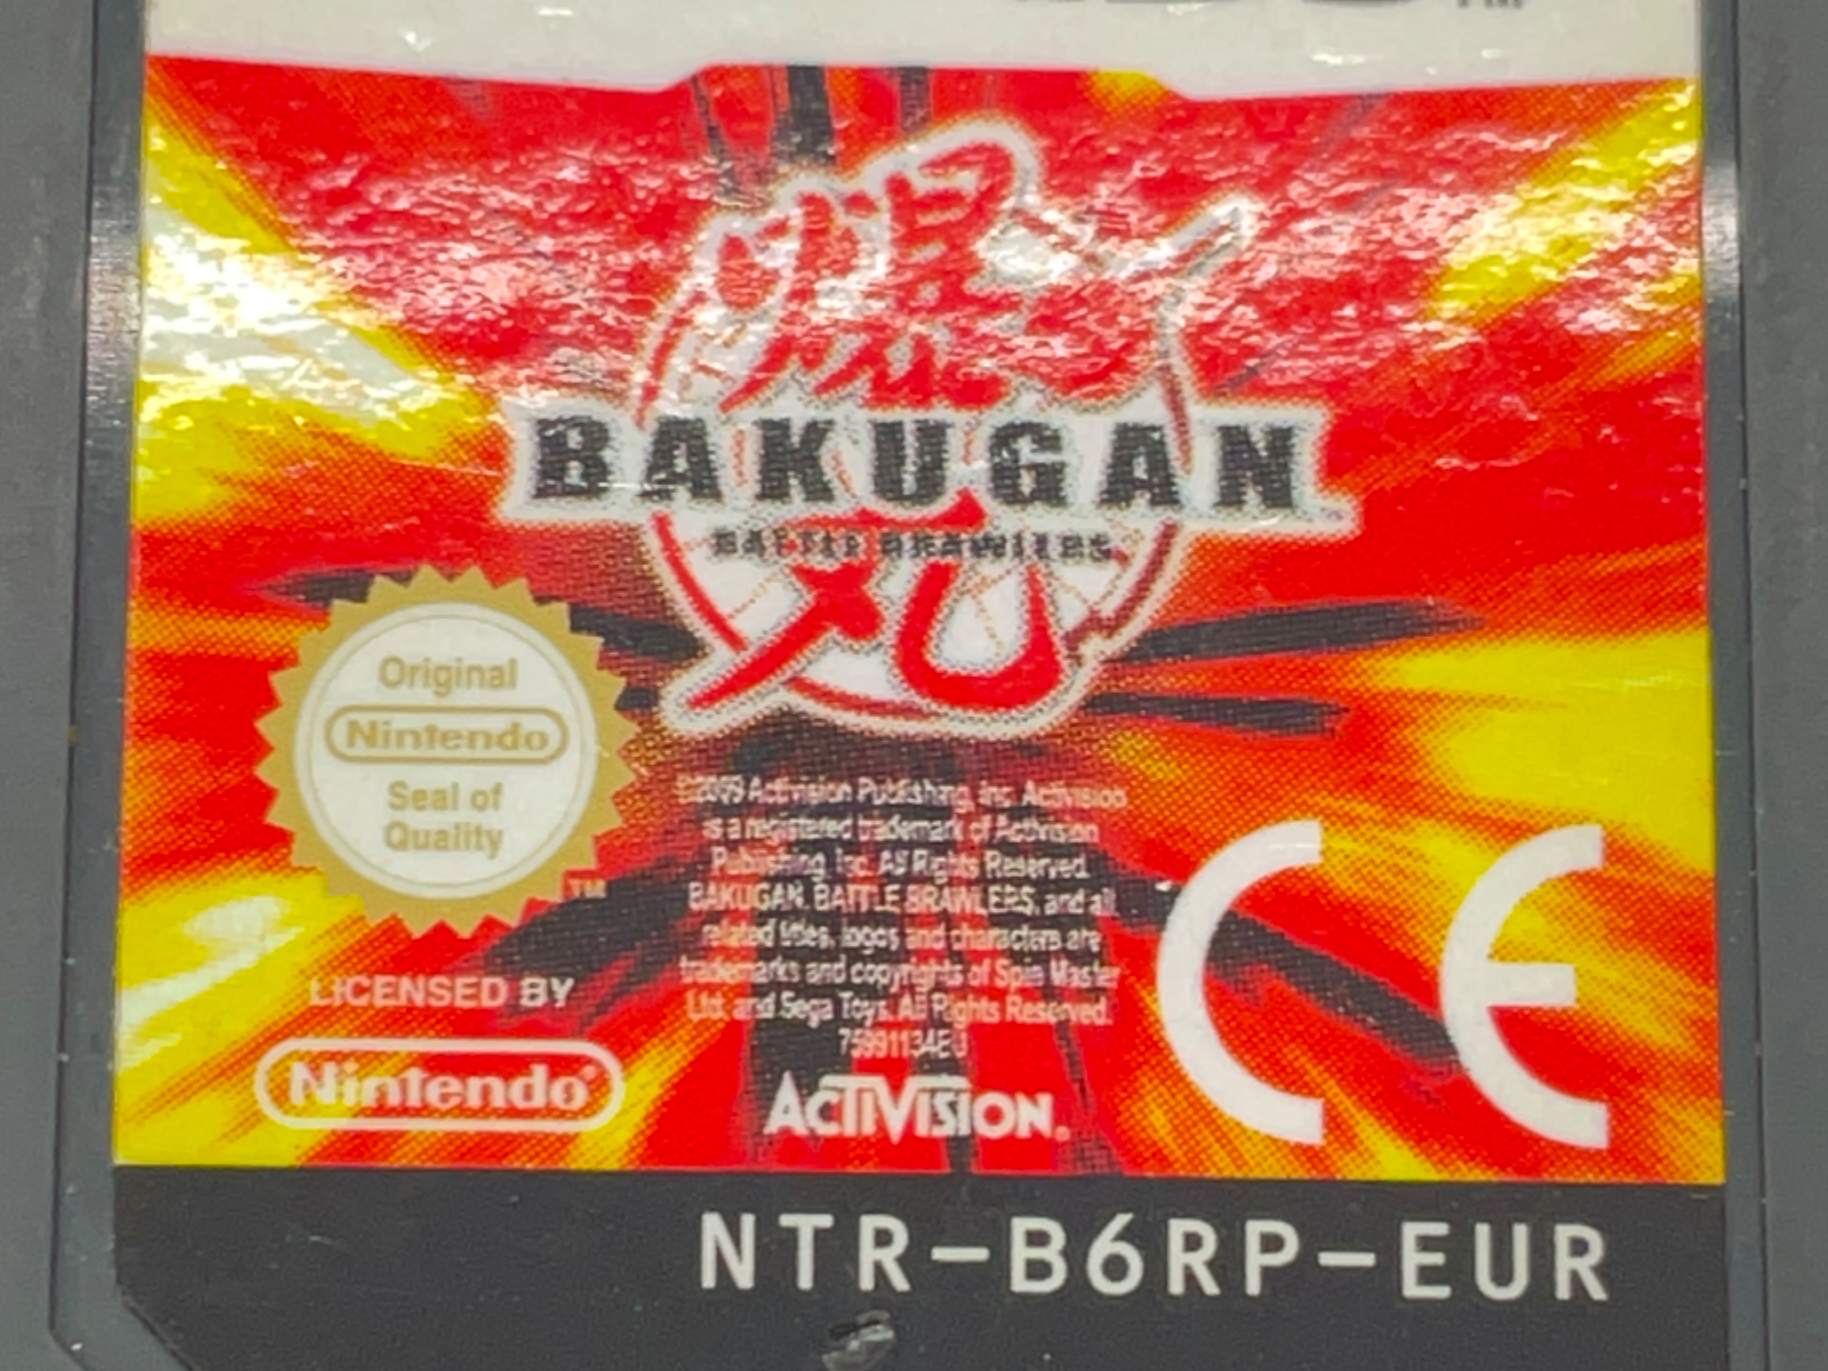 爆
BAKUGAN
BATTLE BRAWLERS
丸
Original
Nintendo
Seal of
Quality
TM
©2009 Activision Publishing, Inc. Activision
is a registered trademark of Activision
Publishing, Inc. All Rights Reserved.
BAKUGAN, BATTLE BRAWLERS, and all
related titles, logos and characters are
trademarks and copyrights of Spin Master
Ltd. and Sega Toys. All Rights Reserved.
75991134EU
LICENSED BY
Nintendo®
ACTIVISION®
CE
NTR-B6RP-EUR